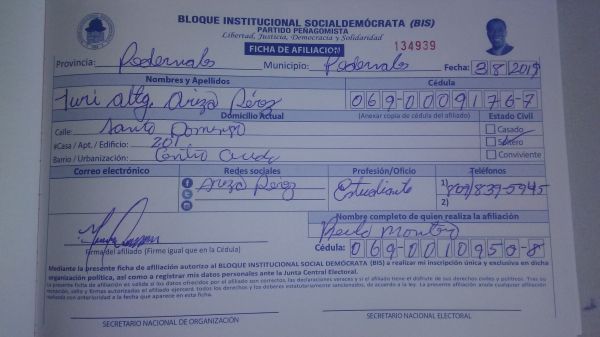 BLOQUE INSTITUCIONAL SOCIALDEMÓCRATA (BIS)
PARTIDO PEÑAGOMISTA
Libertad, Justicia, Democracia y Solidaridad
FICHA DE AFILIACIÓN 134939
Provincia: Pedernales Municipio: Pedernales Fecha: 3/8/2019
Nombres y Apellidos Cédula
Yuri Altg. Ariza Pérez 069-0009176-7
Domicilio Actual (Anexar copia de cédula del afiliado) Estado Civil
Calle: Santo Domingo Casado
#Casa / Apt. / Edificio: 201 Soltero
Barrio / Urbanización: Centro Conviviente
Correo electrónico Redes sociales Profesión/Oficio Teléfonos
Ariza Perez Estudiante 1) 809/839-5945
2)
Nombre completo de quien realiza la afiliación
Firma del afiliado (Firme igual que en la Cédula) Cédula: 069-0010950-8
Mediante la presente ficha de afiliación autorizo al BLOQUE INSTITUCIONAL SOCIAL DEMÓCRATA (BIS) a realizar mi inscripción única y exclusiva en dicha
organización política, así como a registrar mis datos personales ante la Junta Central Electoral.
SECRETARIO NACIONAL DE ORGANIZACIÓN SECRETARIO NACIONAL ELECTORAL